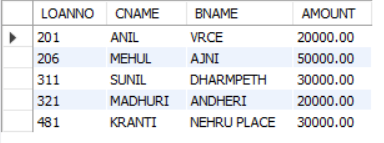 LOANNO CNAME BNAME AMOUNT
201 ANIL VRCE 20000.00
206 MEHUL AJNI 50000.00
311 SUNIL DHARMPETH 30000.00
321 MADHURI ANDHERI 20000.00
481 KRANTI NEHRU PLACE 30000.00